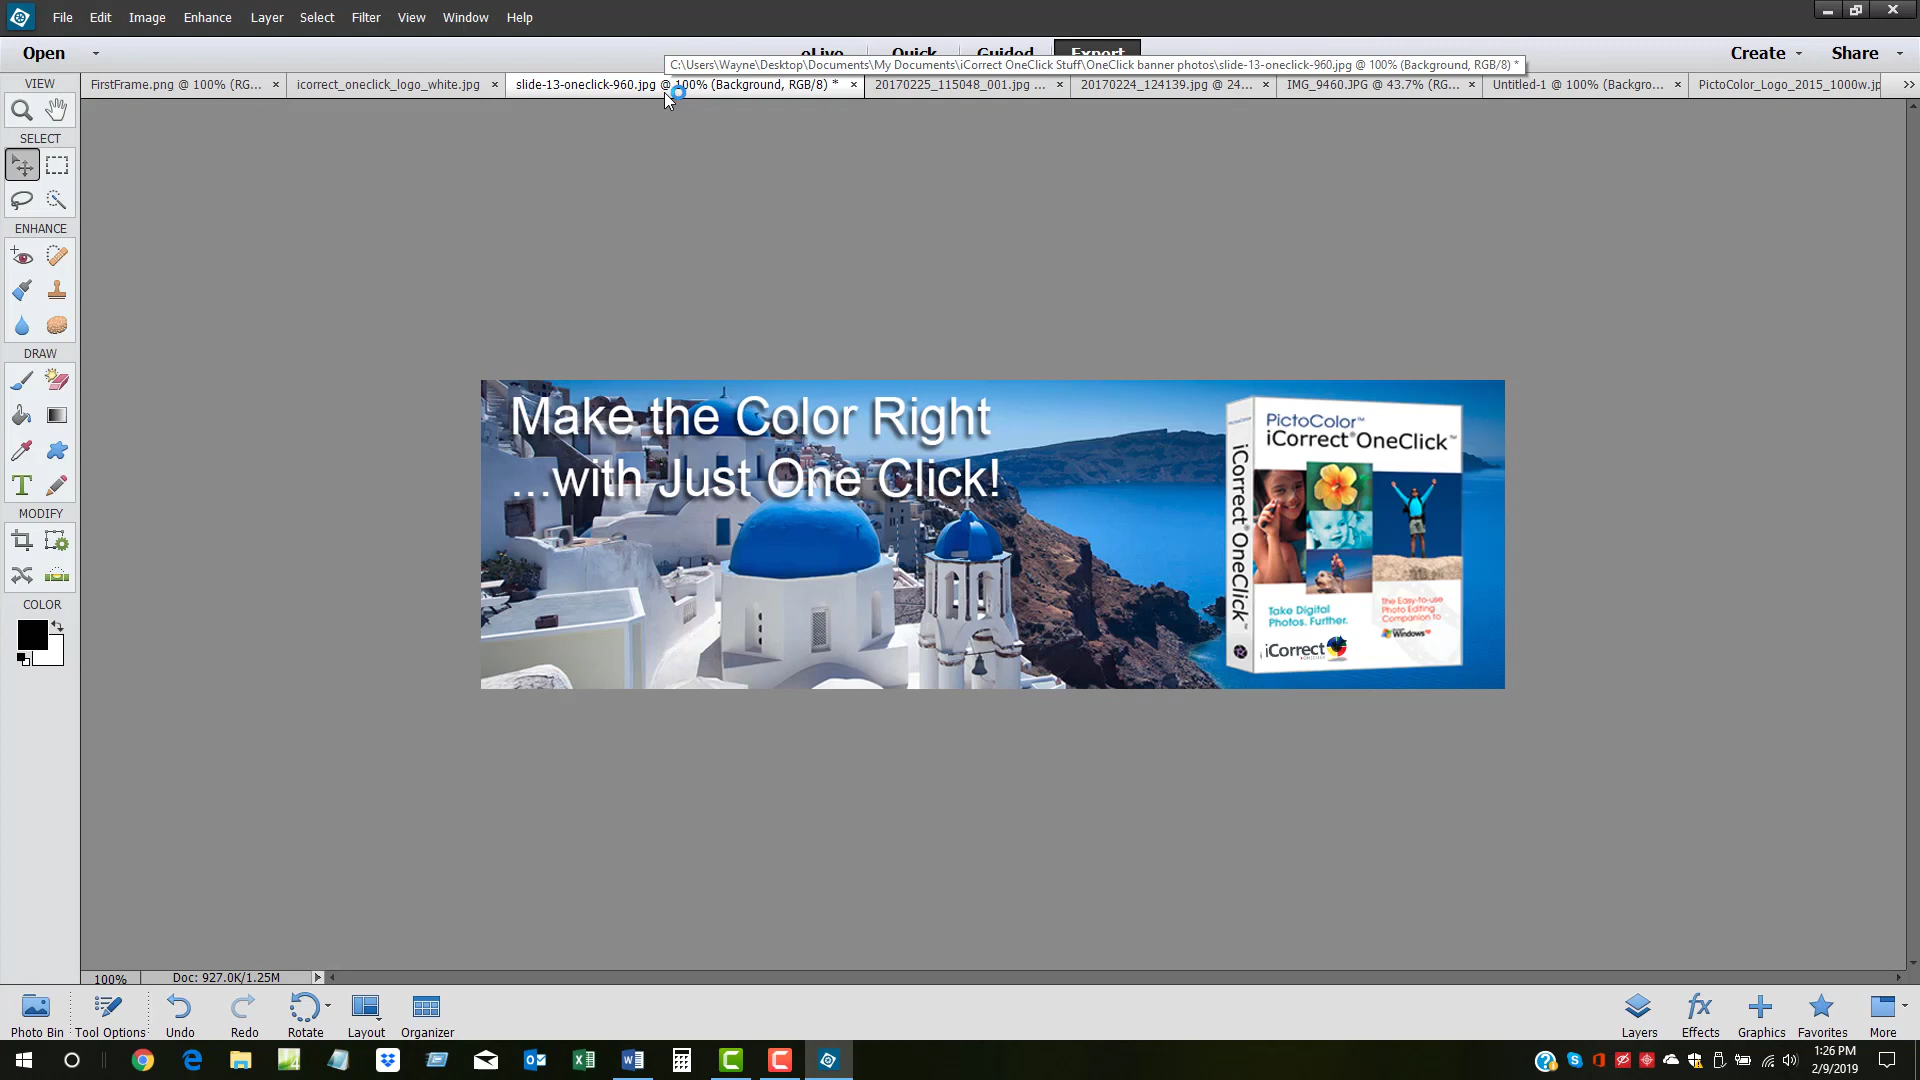 File Edit Image Enhance Layer Select Filter View Window Help
Open eLive Quick Guided Expert Create Share
C:\Users\Wayne\Desktop\Documents\My Documents\iCorrect OneClick Stuff\OneClick banner photos\slide-13-oneclick-960.jpg @ 100% (Background, RGB/8) *
FirstFrame.png @ 100% (RG... × icorrect_oneclick_logo_white.jpg × slide-13-oneclick-960.jpg @ 100% (Background, RGB/8) * × 20170225_115048_001.jpg ... × 20170224_124139.jpg @ 24... × IMG_9460.JPG @ 43.7% (RG... × Untitled-1 @ 100% (Backgro... × PictoColor_Logo_2015_1000w.jp »
VIEW
SELECT
ENHANCE
DRAW
MODIFY
COLOR
Make the Color Right
...with Just One Click!
PictoColor™
iCorrect®OneClick™
iCorrect®OneClick™
Take Digital
Photos. Further.
The Easy-to-use
Photo Editing
Companion to
Windows
iCorrect
100% Doc: 927.0K/1.25M
Photo Bin Tool Options Undo Redo Rotate Layout Organizer Layers Effects Graphics Favorites More
1:26 PM
2/9/2019